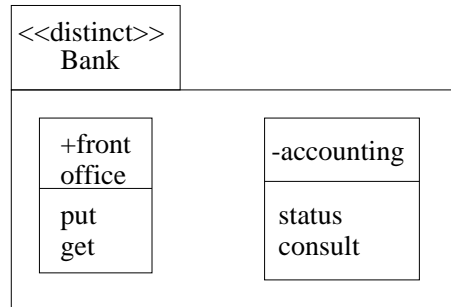 <<distinct>>
Bank
+front
office
put
get
-accounting
status
consult